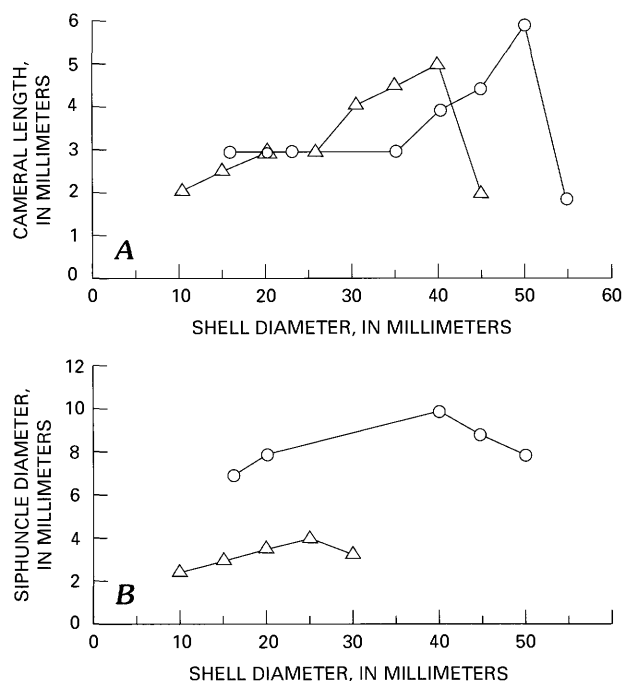 CAMERAL LENGTH,
IN MILLIMETERS
6
5
4
3
2
1
0
A
0 10 20 30 40 50 60
SHELL DIAMETER, IN MILLIMETERS
SIPHUNCLE DIAMETER,
IN MILLIMETERS
12
10
8
6
4
2
0
B
0 10 20 30 40 50 60
SHELL DIAMETER, IN MILLIMETERS